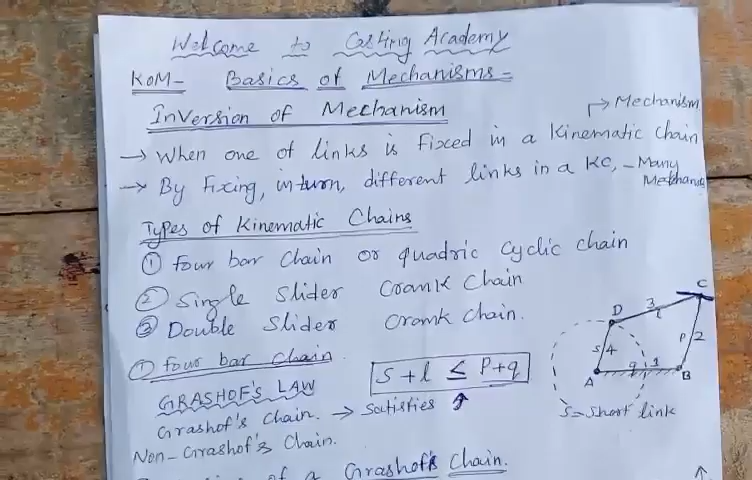 Welcome to Casting Academy
KOM- Basics of Mechanisms-
Inversion of Mechanism
→ Mechanism
→ When one of links is Fixed in a kinematic Chain
→ By Fixing, in turn, different links in a KC, - Many Mechanisms
Types of Kinematic Chains
① four bar Chain or quadric cyclic chain
② Single Slider Crank Chain
③ Double Slider Crank Chain.
① four bar Chain
S + l ≤ P+q
GRASHOF'S LAW
Grashof's Chain. → Satisfies
Non-Grashof's Chain.
of a Grashof's Chain.
C
D 3 l
S 4 P 2
A q 1 B
S = Short link